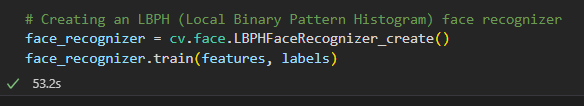 # Creating an LBPH (Local Binary Pattern Histogram) face recognizer
face_recognizer = cv.face.LBPHFaceRecognizer_create()
face_recognizer.train(features, labels)
✓ 53.2s